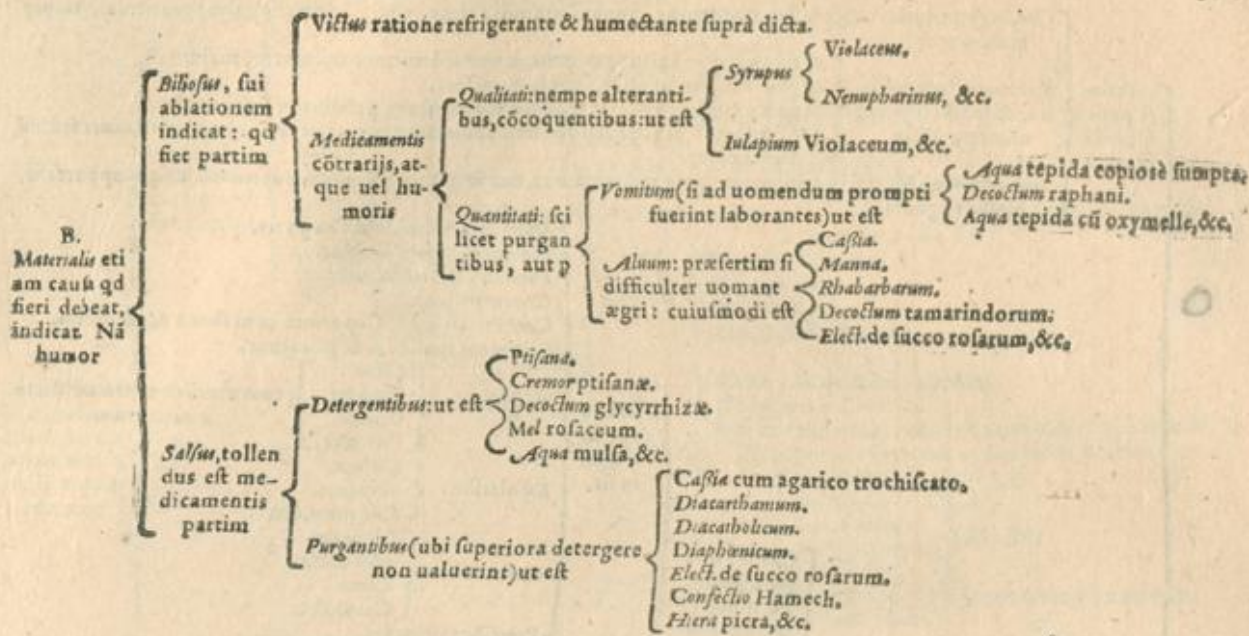 B.
Materialis eti
am causa qđ
fieri debeat,
indicat. Nā
humor
Biliosus, sui
ablationem
indicat: qđ
fiet partim
Victus ratione refrigerante & humectante suprà dicta.
Medicamentis
cōtrarijs, at-
que uel hu-
moris
Qualitati: nempe alteranti-
bus, cōcoquentibus: ut est
Syrupus
Violaceus.
Nenupharinus, &c.
Iulapium Violaceum, &c.
Quantitati: sci
licet purgan
tibus, aut p
Vomitum (si ad uomendum prompti
fuerint laborantes) ut est
Aqua tepida copiosè sumpta.
Decoctum raphani.
Aqua tepida cū oxymelle, &c.
Aluum: præsertim si
difficulter uomant
ægri: cuiusmodi est
Caßia.
Manna.
Rhabarbarum.
Decoctum tamarindorum.
Elect. de succo rosarum, &c.
Salsus, tollen
dus est me-
dicamentis
partim
Detergentibus: ut est
Ptisana.
Cremor ptisanæ.
Decoctum glycyrrhizæ.
Mel rosaceum.
Aqua mulsa, &c.
Purgantibus (ubi superiora detergere
non ualuerint) ut est
Caßia cum agarico trochiscato.
Diacarthamum.
Diacatholicum.
Diaphœnicum.
Elect. de succo rosarum.
Confectio Hamech.
Hiera picra, &c.